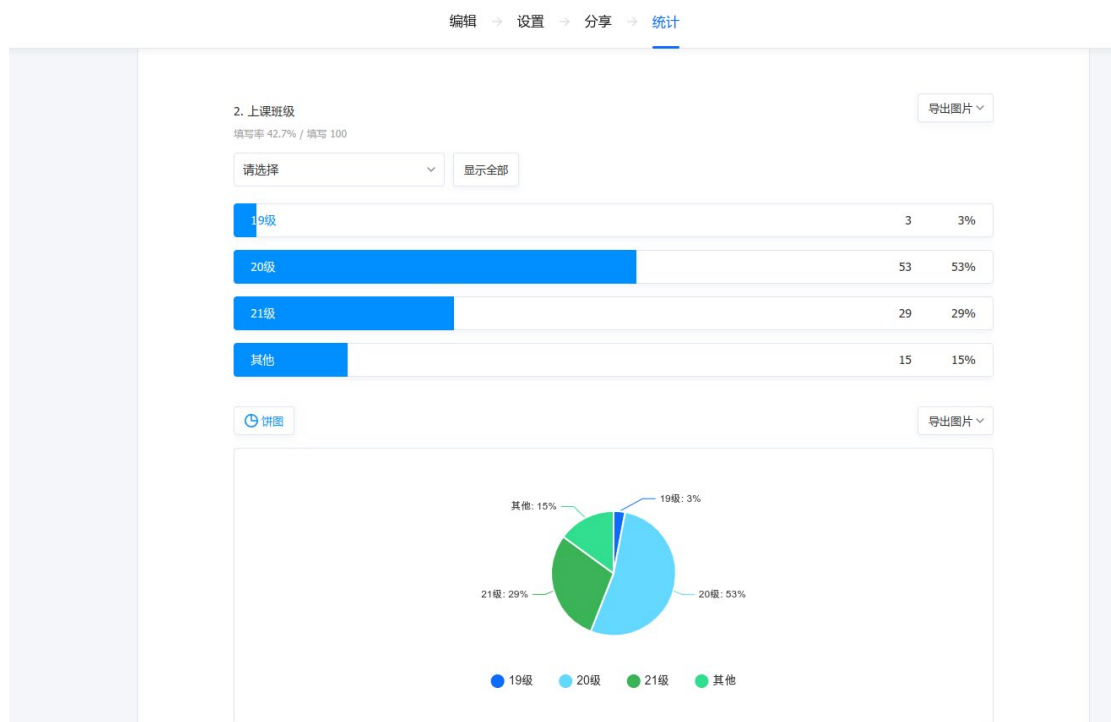 编辑 → 设置 → 分享 → 统计
2. 上课班级
导出图片
填写率 42.7% / 填写 100
请选择 显示全部
19级 3 3%
20级 53 53%
21级 29 29%
其他 15 15%
饼图 导出图片
其他: 15% 19级: 3%
21级: 29% 20级: 53%
19级 20级 21级 其他